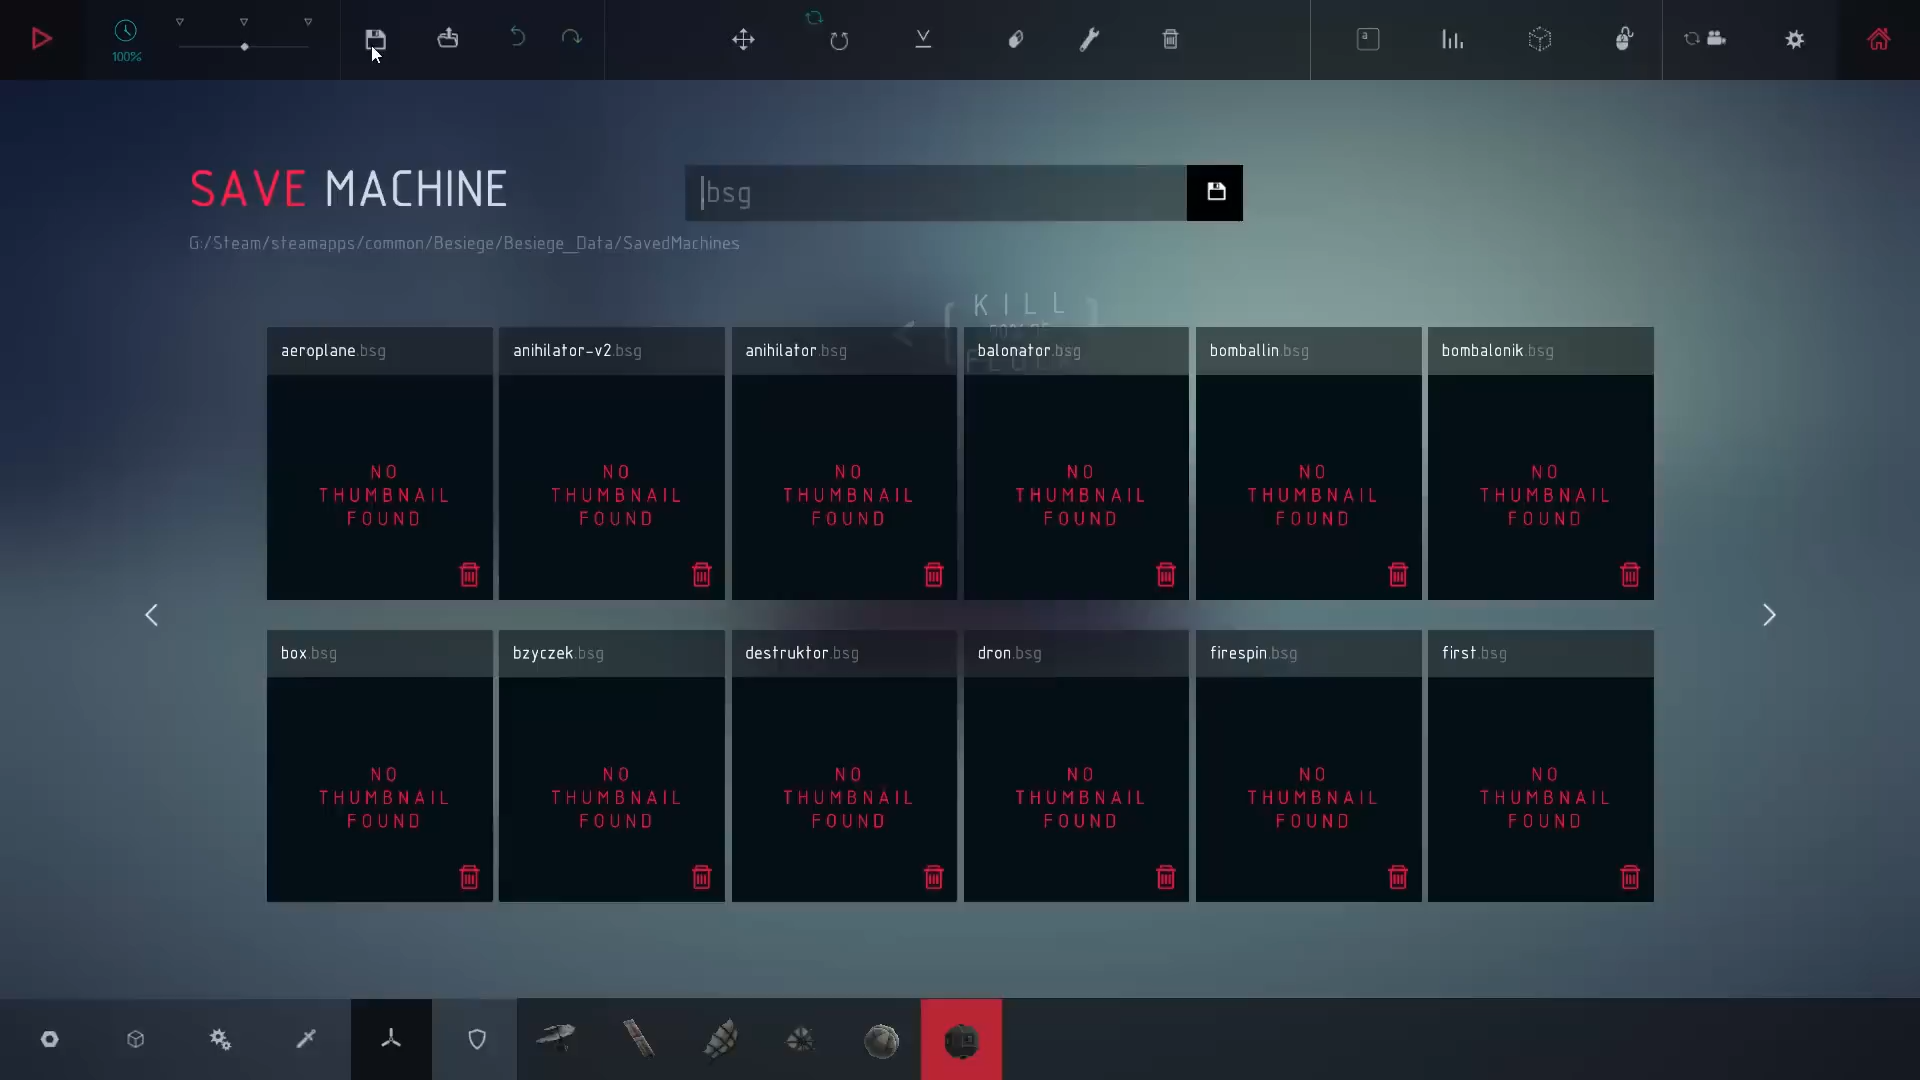 100%
a
SAVE MACHINE
.bsg
G:/Steam/steamapps/common/Besiege/Besiege_Data/SavedMachines
KILL
aeroplane.bsg
anihilator-v2.bsg
anihilator.bsg
balonator.bsg
bomballin.bsg
bombalonik.bsg
NO
THUMBNAIL
FOUND
NO
THUMBNAIL
FOUND
NO
THUMBNAIL
FOUND
NO
THUMBNAIL
FOUND
NO
THUMBNAIL
FOUND
NO
THUMBNAIL
FOUND
box.bsg
bzyczek.bsg
destruktor.bsg
dron.bsg
firespin.bsg
first.bsg
NO
THUMBNAIL
FOUND
NO
THUMBNAIL
FOUND
NO
THUMBNAIL
FOUND
NO
THUMBNAIL
FOUND
NO
THUMBNAIL
FOUND
NO
THUMBNAIL
FOUND